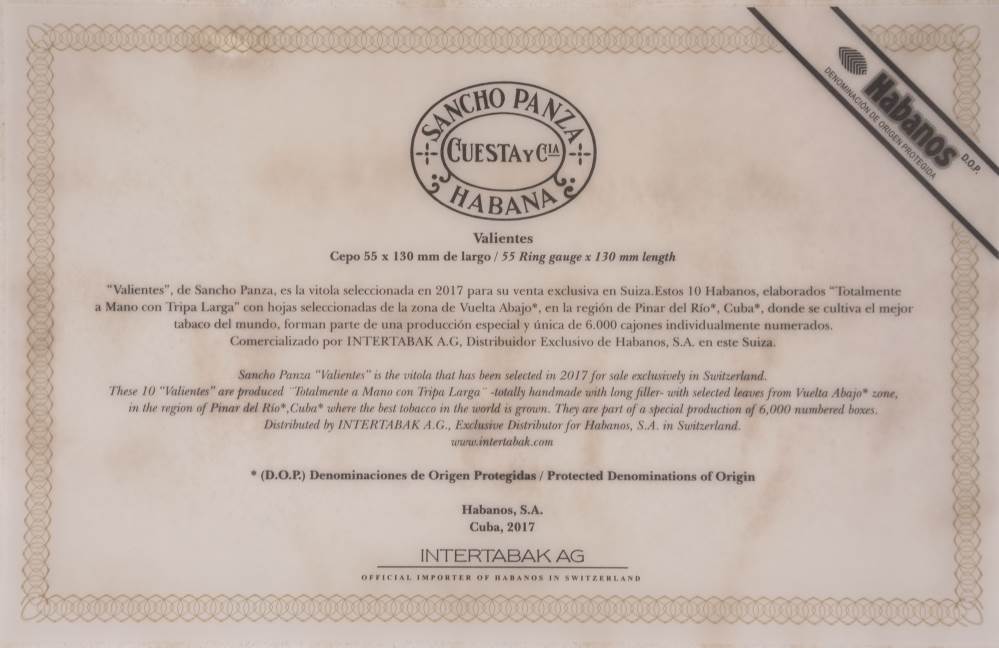 SANCHO PANZA
CUESTA Y CIA
HABANA
Habanos D.O.P.
DENOMINACIÓN DE ORIGEN PROTEGIDA
Valientes
Cepo 55 x 130 mm de largo / 55 Ring gauge x 130 mm length
“Valientes”, de Sancho Panza, es la vitola seleccionada en 2017 para su venta exclusiva en Suiza.Estos 10 Habanos, elaborados “Totalmente
a Mano con Tripa Larga” con hojas seleccionadas de la zona de Vuelta Abajo*, en la región de Pinar del Río*, Cuba*, donde se cultiva el mejor
tabaco del mundo, forman parte de una producción especial y única de 6.000 cajones individualmente numerados.
Comercializado por INTERTABAK A.G, Distribuidor Exclusivo de Habanos, S.A. en este Suiza.
Sancho Panza “Valientes” is the vitola that has been selected in 2017 for sale exclusively in Switzerland.
These 10 “Valientes” are produced ¨Totalmente a Mano con Tripa Larga¨ -totally handmade with long filler- with selected leaves from Vuelta Abajo* zone,
in the region of Pinar del Río*,Cuba* where the best tobacco in the world is grown. They are part of a special production of 6,000 numbered boxes.
Distributed by INTERTABAK A.G., Exclusive Distributor for Habanos, S.A. in Switzerland.
www.intertabak.com
* (D.O.P.) Denominaciones de Origen Protegidas / Protected Denominations of Origin
Habanos, S.A.
Cuba, 2017
INTERTABAK AG
OFFICIAL IMPORTER OF HABANOS IN SWITZERLAND